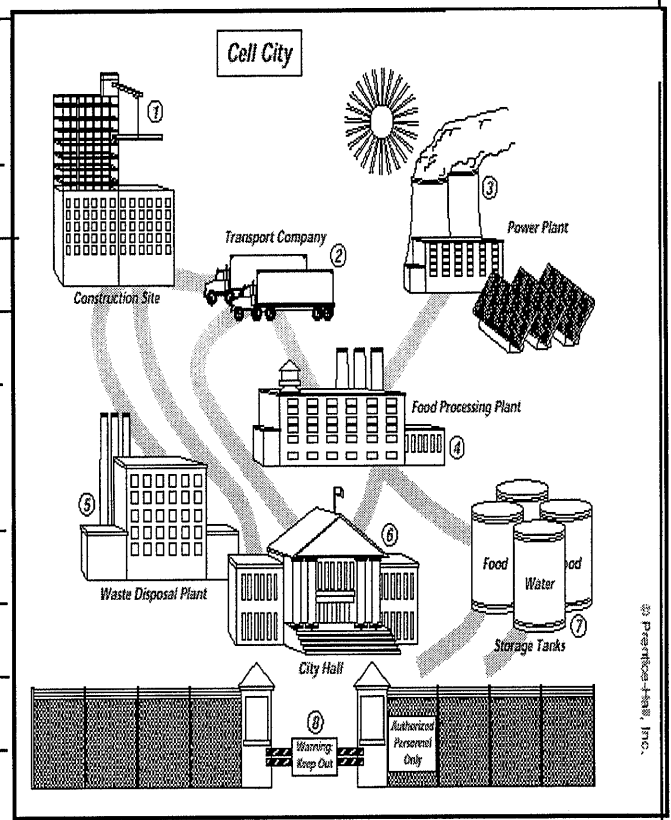 Cell City
1
3
Power Plant
Transport Company 2
Construction Site
Food Processing Plant
4
5
6
Food Water ood
Waste Disposal Plant
7
Storage Tanks
City Hall
8
Warning:
Keep Out
Authorized
Personnel
Only
© Prentice-Hall, Inc.